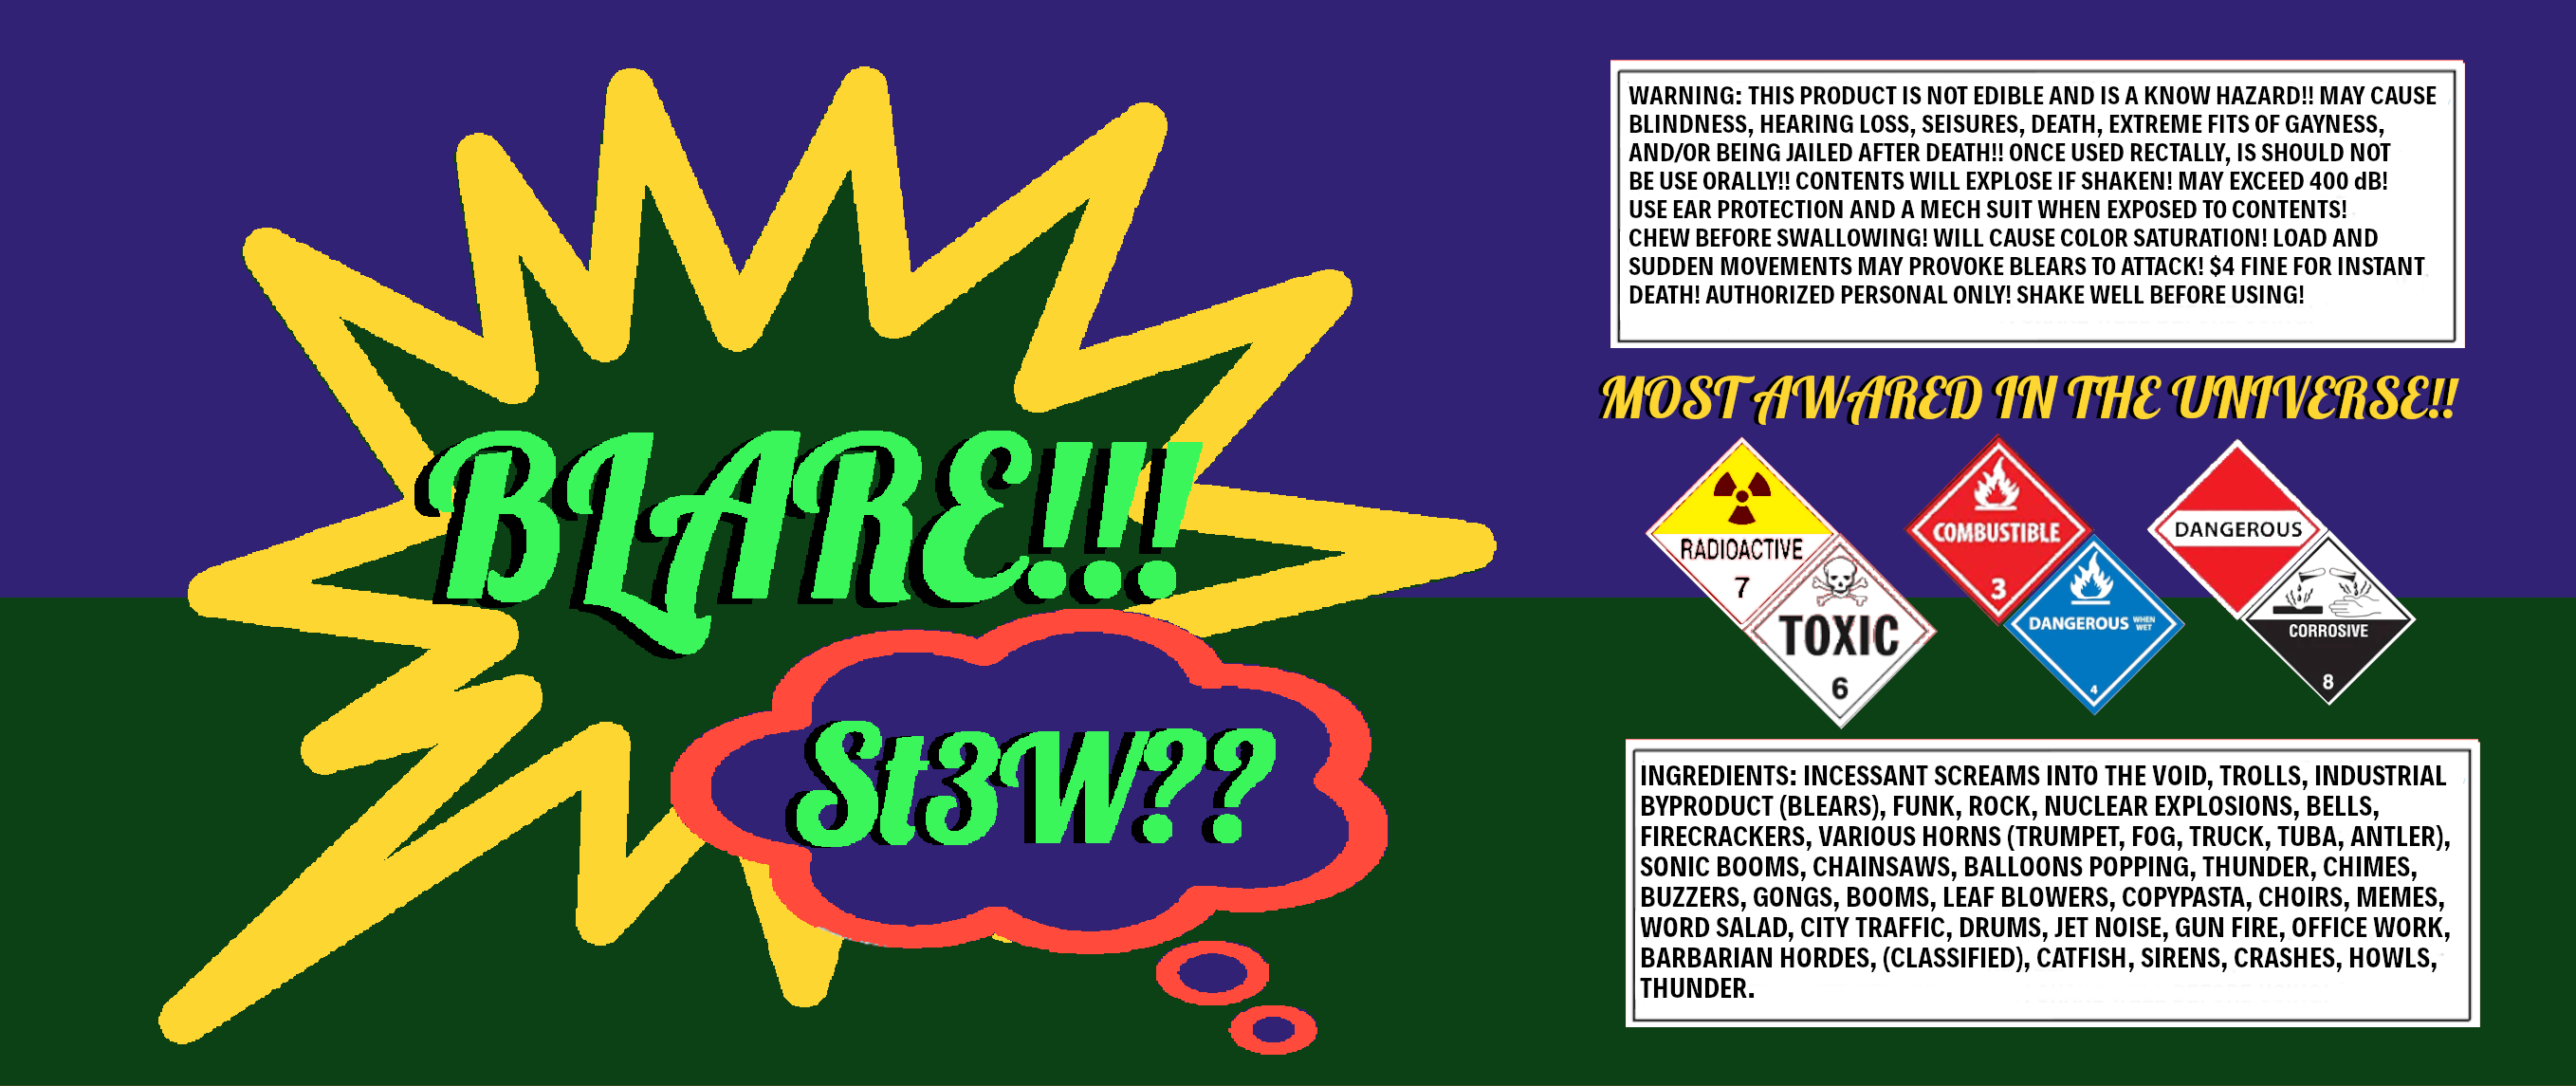 BLARE!!!
St3W??
WARNING: THIS PRODUCT IS NOT EDIBLE AND IS A KNOW HAZARD!! MAY CAUSE
BLINDNESS, HEARING LOSS, SEISURES, DEATH, EXTREME FITS OF GAYNESS,
AND/OR BEING JAILED AFTER DEATH!! ONCE USED RECTALLY, IS SHOULD NOT
BE USE ORALLY!! CONTENTS WILL EXPLOSE IF SHAKEN! MAY EXCEED 400 dB!
USE EAR PROTECTION AND A MECH SUIT WHEN EXPOSED TO CONTENTS!
CHEW BEFORE SWALLOWING! WILL CAUSE COLOR SATURATION! LOAD AND
SUDDEN MOVEMENTS MAY PROVOKE BLEARS TO ATTACK! $4 FINE FOR INSTANT
DEATH! AUTHORIZED PERSONAL ONLY! SHAKE WELL BEFORE USING!
MOST AWARED IN THE UNIVERSE!!
RADIOACTIVE
7
TOXIC
6
COMBUSTIBLE
3
DANGEROUS WHEN WET
4
DANGEROUS
CORROSIVE
8
INGREDIENTS: INCESSANT SCREAMS INTO THE VOID, TROLLS, INDUSTRIAL
BYPRODUCT (BLEARS), FUNK, ROCK, NUCLEAR EXPLOSIONS, BELLS,
FIRECRACKERS, VARIOUS HORNS (TRUMPET, FOG, TRUCK, TUBA, ANTLER),
SONIC BOOMS, CHAINSAWS, BALLOONS POPPING, THUNDER, CHIMES,
BUZZERS, GONGS, BOOMS, LEAF BLOWERS, COPYPASTA, CHOIRS, MEMES,
WORD SALAD, CITY TRAFFIC, DRUMS, JET NOISE, GUN FIRE, OFFICE WORK,
BARBARIAN HORDES, (CLASSIFIED), CATFISH, SIRENS, CRASHES, HOWLS,
THUNDER.